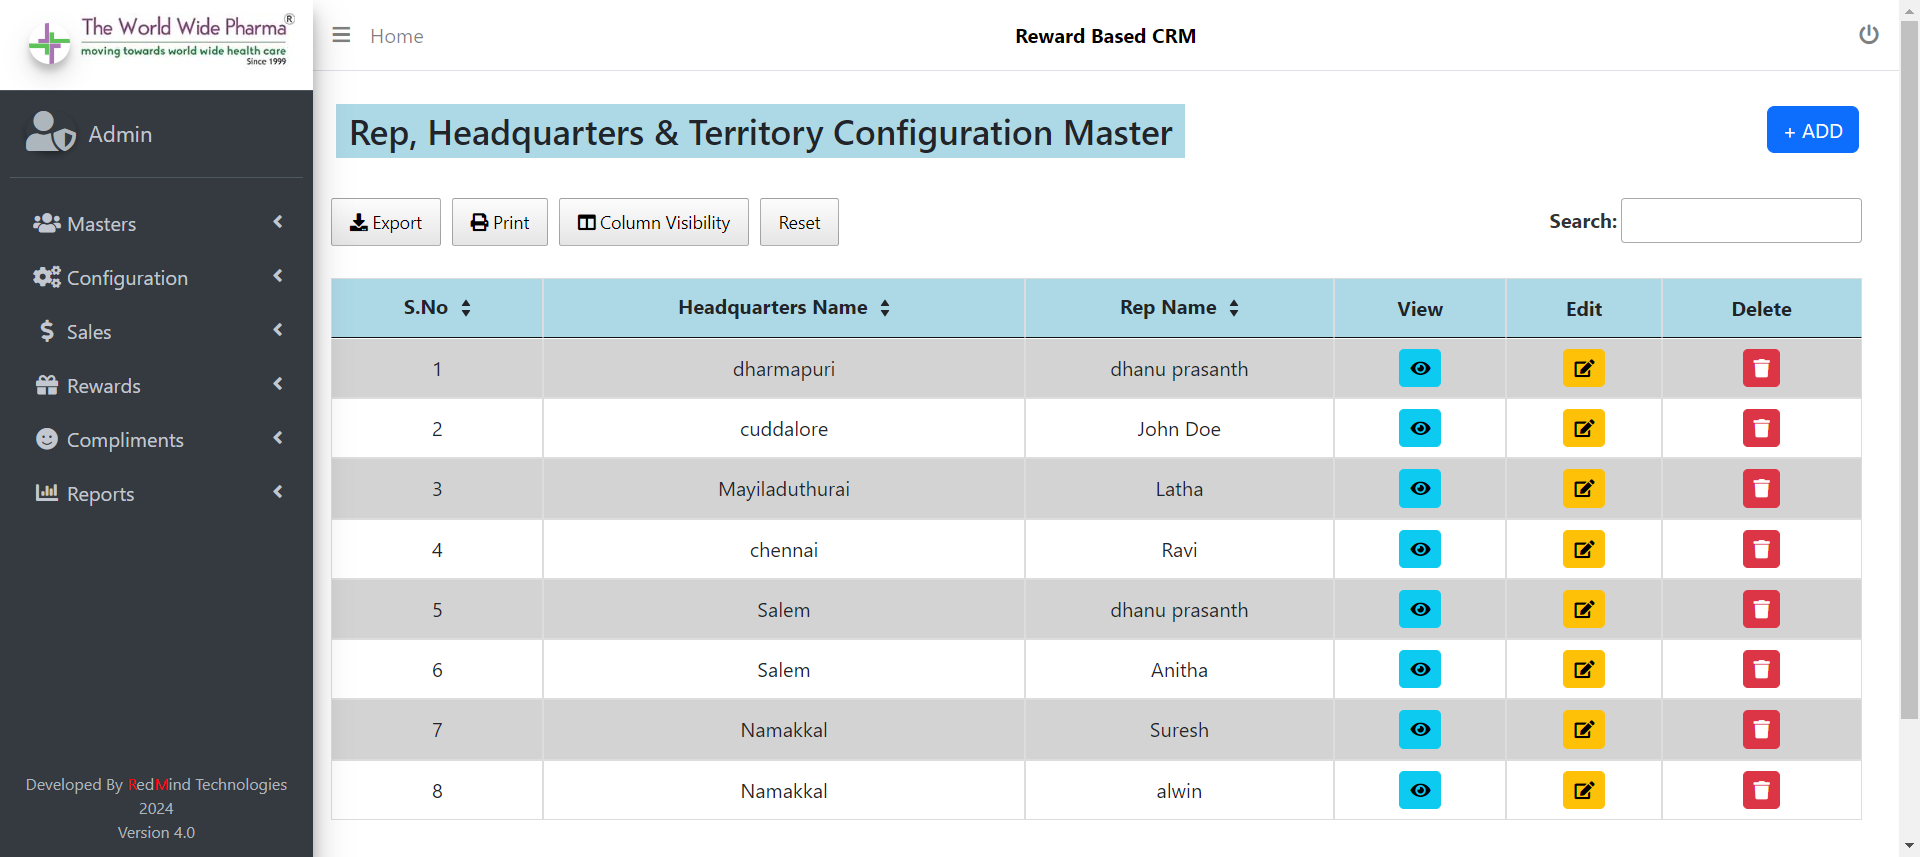 The World Wide Pharma®
moving towards world wide health care
Since 1999
Home
Reward Based CRM
Admin
Masters
Configuration
Sales
Rewards
Compliments
Reports
Developed By RedMind Technologies
2024
Version 4.0
Rep, Headquarters & Territory Configuration Master
+ ADD
Export Print Column Visibility Reset
Search:
S.No Headquarters Name Rep Name View Edit Delete
1 dharmapuri dhanu prasanth
2 cuddalore John Doe
3 Mayiladuthurai Latha
4 chennai Ravi
5 Salem dhanu prasanth
6 Salem Anitha
7 Namakkal Suresh
8 Namakkal alwin